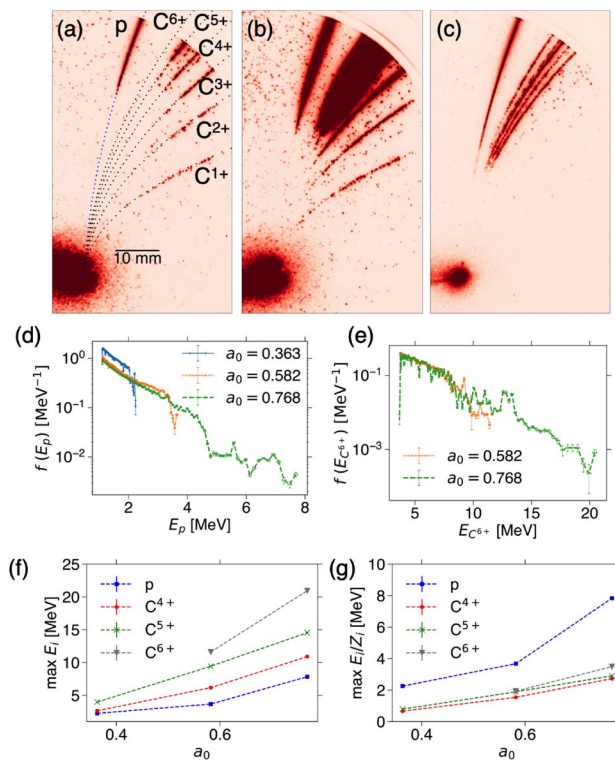 (a) p C⁶⁺ C⁵⁺ C⁴⁺ C³⁺ C²⁺ C¹⁺ 10 mm
(b)
(c)
(d)
f (Eₚ) [MeV⁻¹]
10⁰
10⁻¹
10⁻²
a₀ = 0.363
a₀ = 0.582
a₀ = 0.768
2 4 6 8
Eₚ [MeV]
(e)
f (E_C⁶⁺) [MeV⁻¹]
10⁻¹
10⁻³
a₀ = 0.582
a₀ = 0.768
5 10 15 20
E_C⁶⁺ [MeV]
(f)
max Eᵢ [MeV]
25
20
15
10
5
p
C⁴⁺
C⁵⁺
C⁶⁺
0.4 0.6
a₀
(g)
max Eᵢ/Zᵢ [MeV]
10
8
6
4
2
0
p
C⁴⁺
C⁵⁺
C⁶⁺
0.4 0.6
a₀